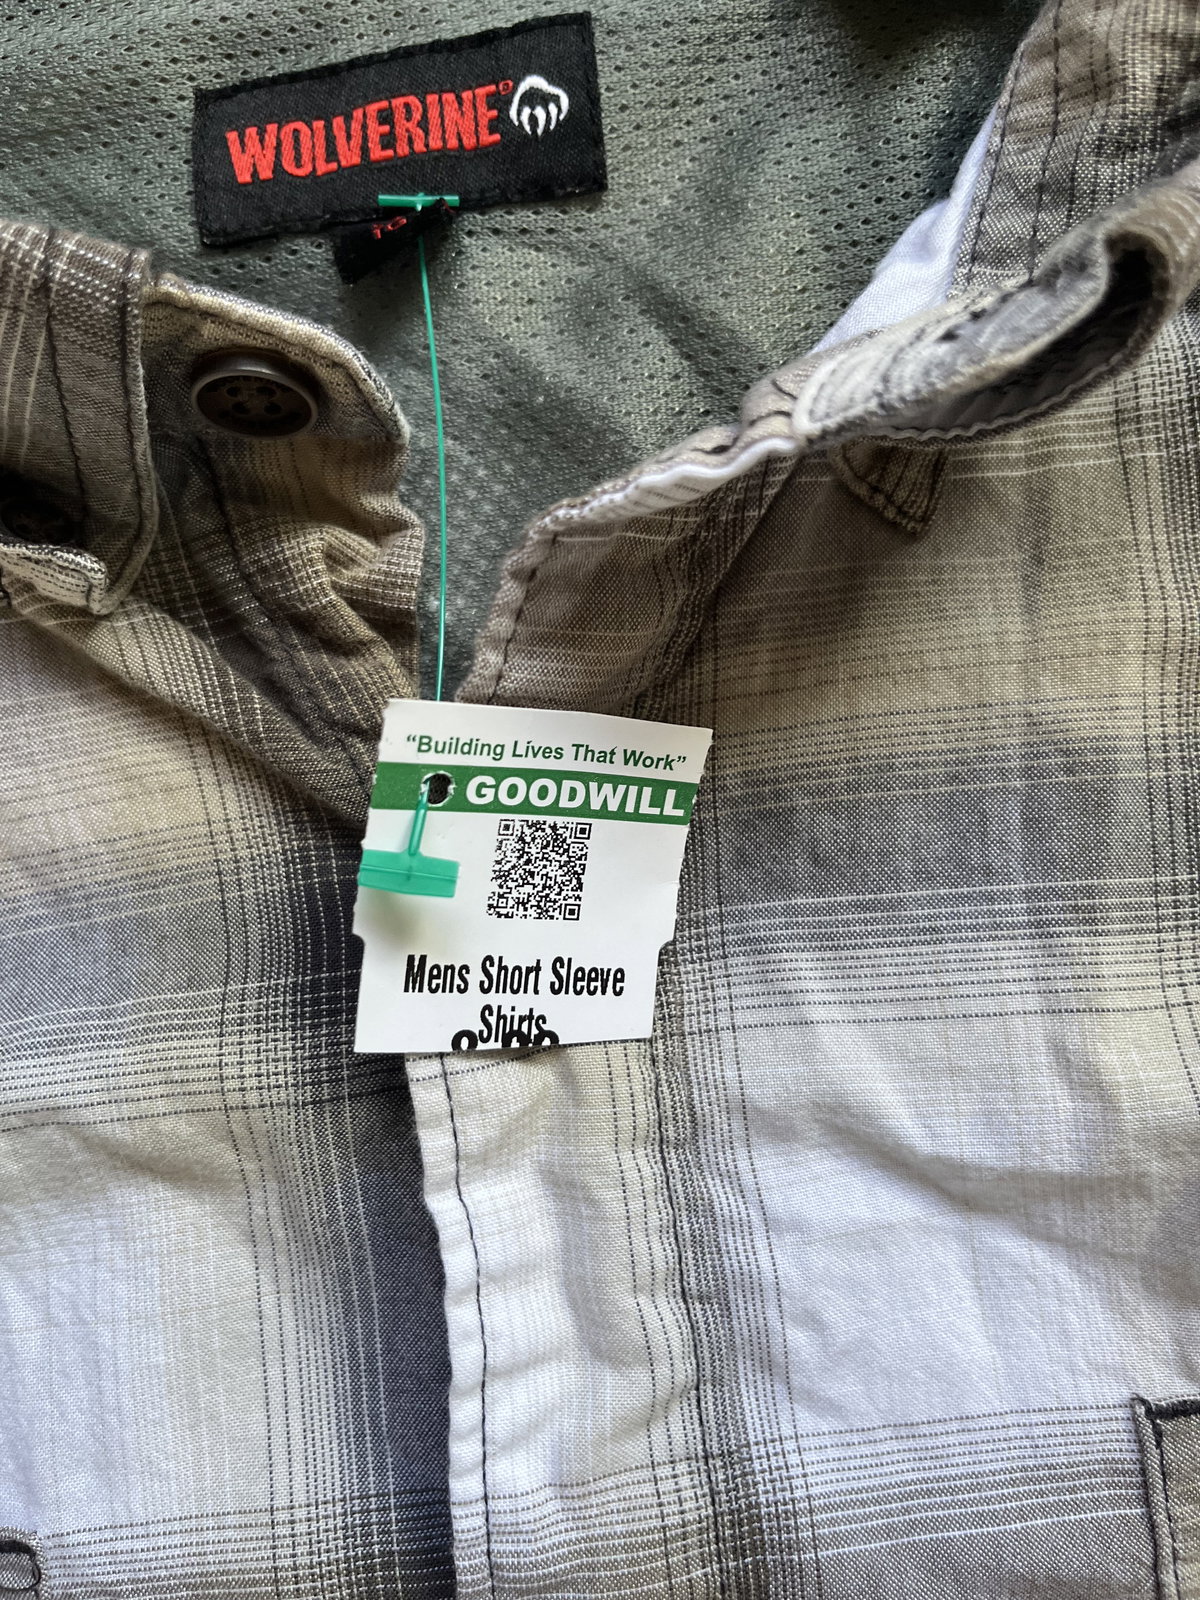 WOLVERINE®
"Building Lives That Work"
GOODWILL
Mens Short Sleeve
Shirts